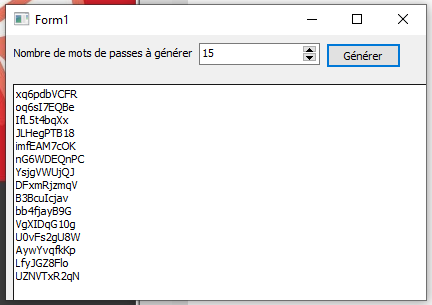 Form1
Nombre de mots de passes à générer 15 Générer
xq6pdbVCFR
oq6sI7EQBe
IfL5t4bqXx
JLHegPTB18
imfEAM7cOK
nG6WDEQnPC
YsjgVWUjQJ
DFxmRjzmqV
B3BcuIcjav
bb4fjayB9G
VgXIDqG10g
U0vFs2gU8W
AywYvqfkKp
LfyJGZ8Flo
UZNVTxR2qN